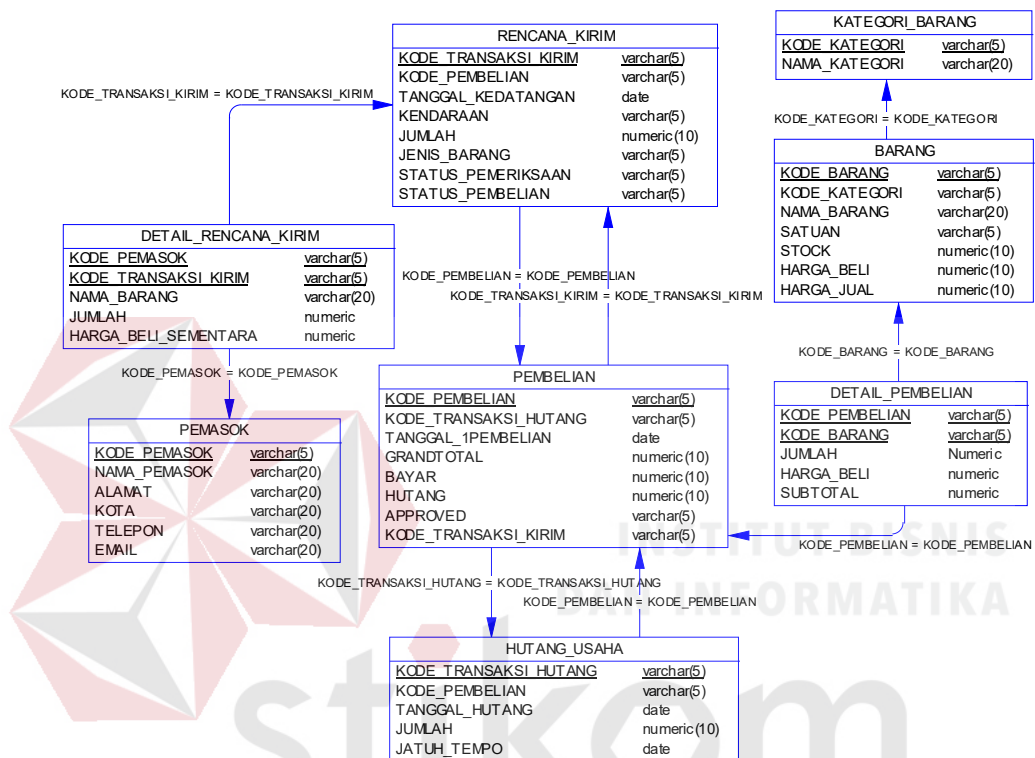 RENCANA_KIRIM
KODE_TRANSAKSI_KIRIM varchar(5)
KODE_PEMBELIAN varchar(5)
TANGGAL_KEDATANGAN date
KENDARAAN varchar(5)
JUMLAH numeric(10)
JENIS_BARANG varchar(5)
STATUS_PEMERIKSAAN varchar(5)
STATUS_PEMBELIAN varchar(5)
KATEGORI_BARANG
KODE_KATEGORI varchar(5)
NAMA_KATEGORI varchar(20)
KODE_TRANSAKSI_KIRIM = KODE_TRANSAKSI_KIRIM
KODE_KATEGORI = KODE_KATEGORI
BARANG
KODE_BARANG varchar(5)
KODE_KATEGORI varchar(5)
NAMA_BARANG varchar(20)
SATUAN varchar(5)
STOCK numeric(10)
HARGA_BELI numeric(10)
HARGA_JUAL numeric(10)
DETAIL_RENCANA_KIRIM
KODE_PEMASOK varchar(5)
KODE_TRANSAKSI_KIRIM varchar(5)
NAMA_BARANG varchar(20)
JUMLAH numeric
HARGA_BELI_SEMENTARA numeric
KODE_PEMBELIAN = KODE_PEMBELIAN
KODE_TRANSAKSI_KIRIM = KODE_TRANSAKSI_KIRIM
KODE_BARANG = KODE_BARANG
KODE_PEMASOK = KODE_PEMASOK
PEMASOK
KODE_PEMASOK varchar(5)
NAMA_PEMASOK varchar(20)
ALAMAT varchar(20)
KOTA varchar(20)
TELEPON varchar(20)
EMAIL varchar(20)
PEMBELIAN
KODE_PEMBELIAN varchar(5)
KODE_TRANSAKSI_HUTANG varchar(5)
TANGGAL_1PEMBELIAN date
GRANDTOTAL numeric(10)
BAYAR numeric(10)
HUTANG numeric(10)
APPROVED varchar(5)
KODE_TRANSAKSI_KIRIM varchar(5)
DETAIL_PEMBELIAN
KODE_PEMBELIAN varchar(5)
KODE_BARANG varchar(5)
JUMLAH Numeric
HARGA_BELI numeric
SUBTOTAL numeric
KODE_PEMBELIAN = KODE_PEMBELIAN
KODE_TRANSAKSI_HUTANG = KODE_TRANSAKSI_HUTANG
KODE_PEMBELIAN = KODE_PEMBELIAN
HUTANG_USAHA
KODE_TRANSAKSI_HUTANG varchar(5)
KODE_PEMBELIAN varchar(5)
TANGGAL_HUTANG date
JUMLAH numeric(10)
JATUH_TEMPO date
INSTITUT BISNIS
DAN INFORMATIKA
stikom